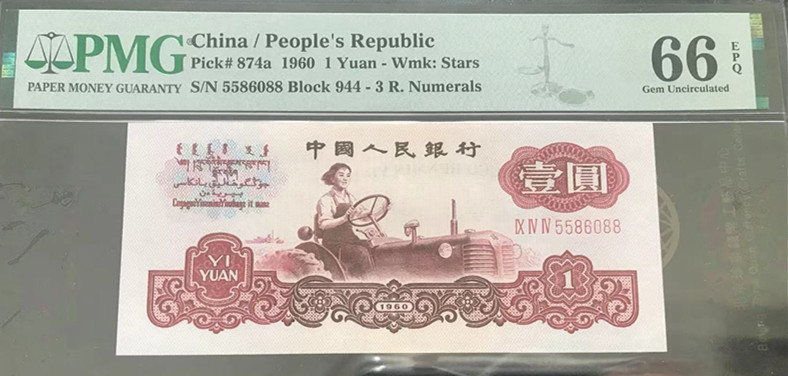 PMG
PAPER MONEY GUARANTY
China / People's Republic
Pick# 874a 1960 1 Yuan - Wmk: Stars
S/N 5586088 Block 944 - 3 R. Numerals
66 EPQ
Gem Uncirculated
中國人民銀行
壹圓
IX IV IV 5586088
YI
YUAN
1960
1